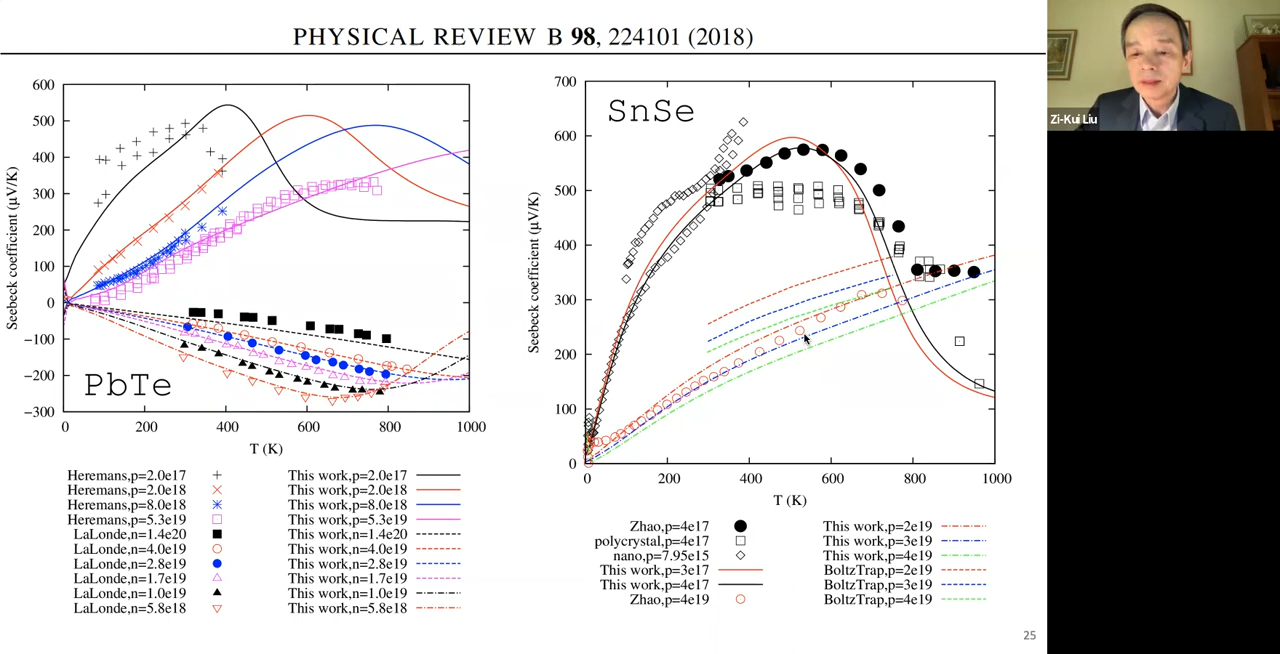 PHYSICAL REVIEW B 98, 224101 (2018)
Zi-Kui Liu
600
500
400
300
200
100
0
−100
−200
−300
Seebeck coefficient (μV/K)
PbTe
0 200 400 600 800 1000
T (K)
Heremans,p=2.0e17 This work,p=2.0e17
Heremans,p=2.0e18 This work,p=2.0e18
Heremans,p=8.0e18 This work,p=8.0e18
Heremans,p=5.3e19 This work,p=5.3e19
LaLonde,n=1.4e20 This work,n=1.4e20
LaLonde,n=4.0e19 This work,n=4.0e19
LaLonde,n=2.8e19 This work,n=2.8e19
LaLonde,n=1.7e19 This work,n=1.7e19
LaLonde,n=1.0e19 This work,n=1.0e19
LaLonde,n=5.8e18 This work,n=5.8e18
700
600
500
400
300
200
100
0
Seebeck coefficient (μV/K)
SnSe
0 200 400 600 800 1000
T (K)
Zhao,p=4e17 This work,p=2e19
polycrystal,p=4e17 This work,p=3e19
nano,p=7.95e15 This work,p=4e19
This work,p=3e17 BoltzTrap,p=2e19
This work,p=4e17 BoltzTrap,p=3e19
Zhao,p=4e19 BoltzTrap,p=4e19
25